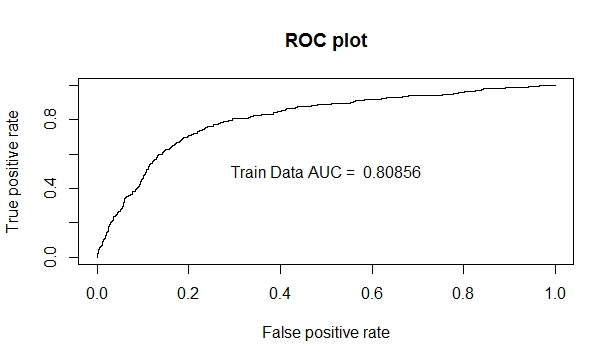 ROC plot
True positive rate
0.8
0.4
0.0
Train Data AUC = 0.80856
0.0 0.2 0.4 0.6 0.8 1.0
False positive rate